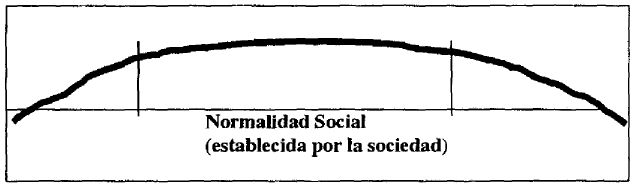 Normalidad Social
(establecida por la sociedad)